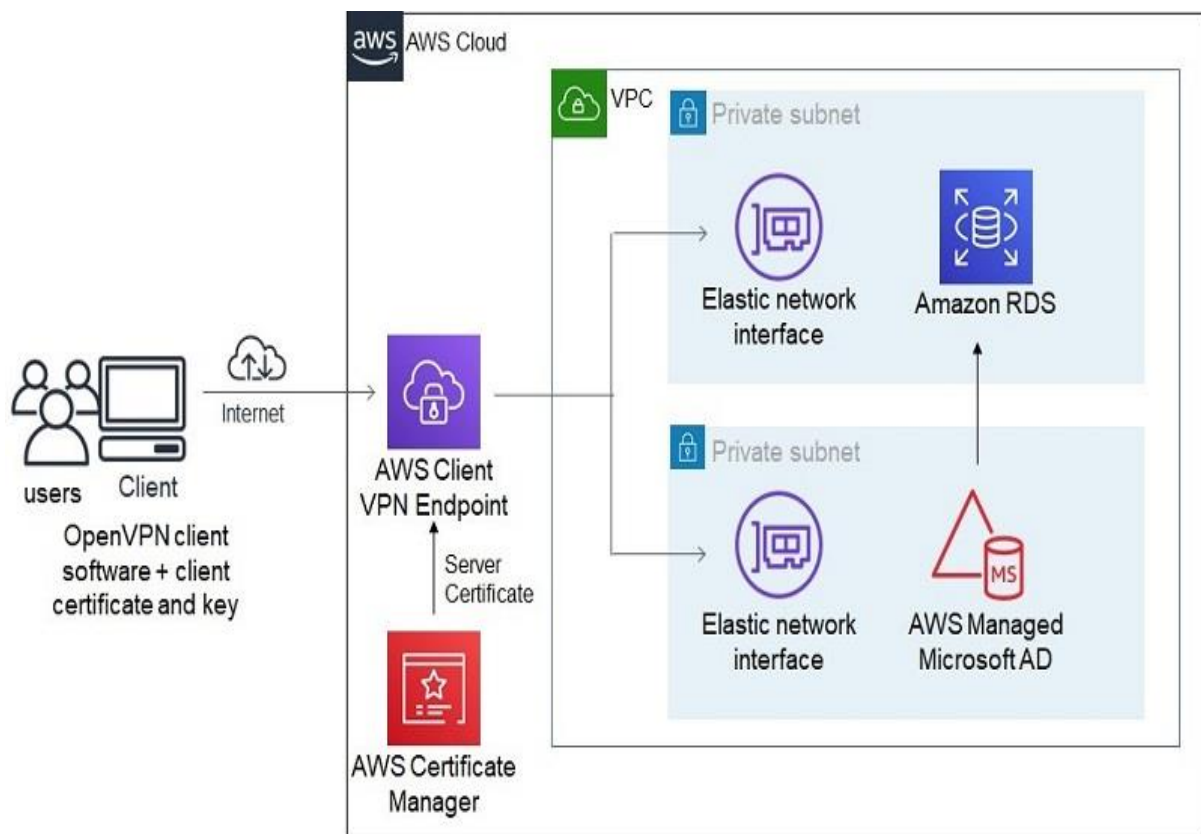 aws
AWS Cloud
VPC
Private subnet
Elastic network
interface
Amazon RDS
Internet
users
Client
OpenVPN client
software + client
certificate and key
AWS Client
VPN Endpoint
Server
Certificate
AWS Certificate
Manager
Private subnet
Elastic network
interface
MS
AWS Managed
Microsoft AD